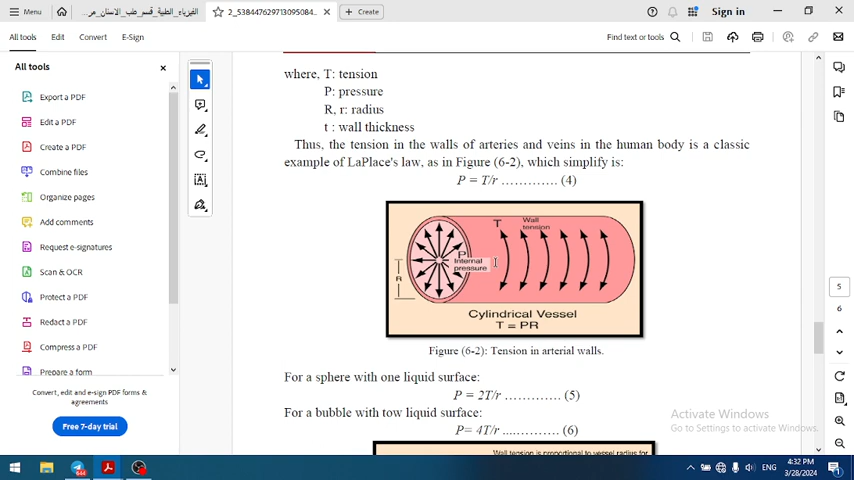 Menu
الفيزياء_الطبية_قسم_طب_الاسنان_مر...
2_5384476297130950​84...
Create
Sign in
All tools
Edit
Convert
E-Sign
Find text or tools
All tools
Export a PDF
Edit a PDF
Create a PDF
Combine files
Organize pages
Add comments
Request e-signatures
Scan & OCR
Protect a PDF
Redact a PDF
Compress a PDF
Prepare a form
Convert, edit and e-sign PDF forms &
agreements
Free 7-day trial
where, T: tension
P: pressure
R, r: radius
t : wall thickness
Thus, the tension in the walls of arteries and veins in the human body is a classic
example of LaPlace's law, as in Figure (6-2), which simplify is:
P = T/r …………. (4)
T
Wall
tension
P
Internal
pressure
R
Cylindrical Vessel
T = PR
Figure (6-2): Tension in arterial walls.
For a sphere with one liquid surface:
P = 2T/r …………. (5)
For a bubble with tow liquid surface:
P= 4T/r ....………. (6)
Wall tension is proportional to vessel radius for
5
6
Activate Windows
Go to Settings to activate Windows.
ENG
4:32 PM
3/28/2024